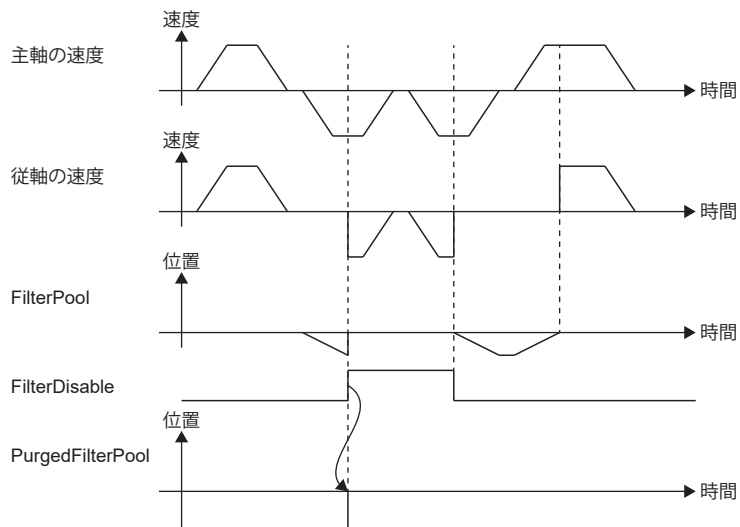 速度
主軸の速度
時間
速度
従軸の速度
時間
位置
FilterPool
時間
FilterDisable
位置
PurgedFilterPool
時間